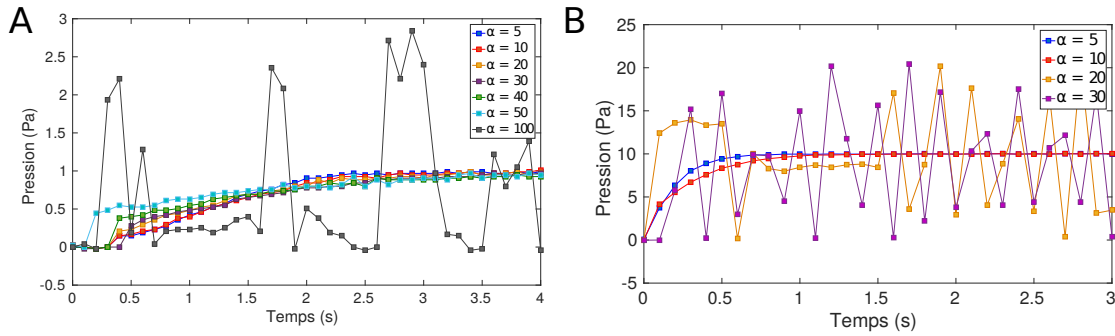 A
Pression (Pa)
3
2.5
2
1.5
1
0.5
0
-0.5
0 0.5 1 1.5 2 2.5 3 3.5 4
Temps (s)
α = 5
α = 10
α = 20
α = 30
α = 40
α = 50
α = 100
B
Pression (Pa)
25
20
15
10
5
0
-5
0 0.5 1 1.5 2 2.5 3
Temps (s)
α = 5
α = 10
α = 20
α = 30